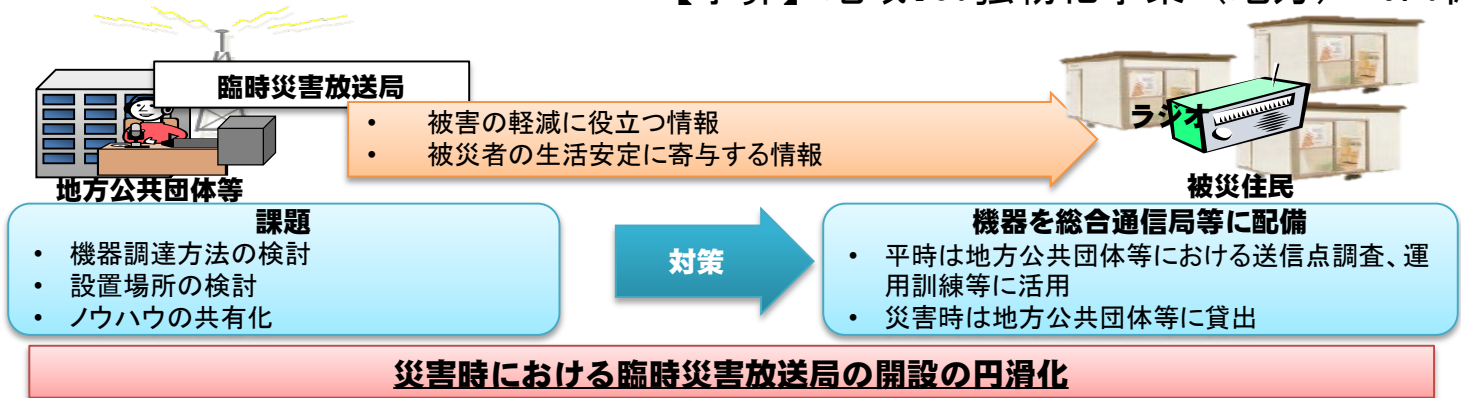 臨時災害放送局
• 被害の軽減に役立つ情報
• 被災者の生活安定に寄与する情報
ラジオ
地方公共団体等
被災住民
課題
• 機器調達方法の検討
• 設置場所の検討
• ノウハウの共有化
対策
機器を総合通信局等に配備
• 平時は地方公共団体等における送信点調査、運
用訓練等に活用
• 災害時は地方公共団体等に貸出
災害時における臨時災害放送局の開設の円滑化